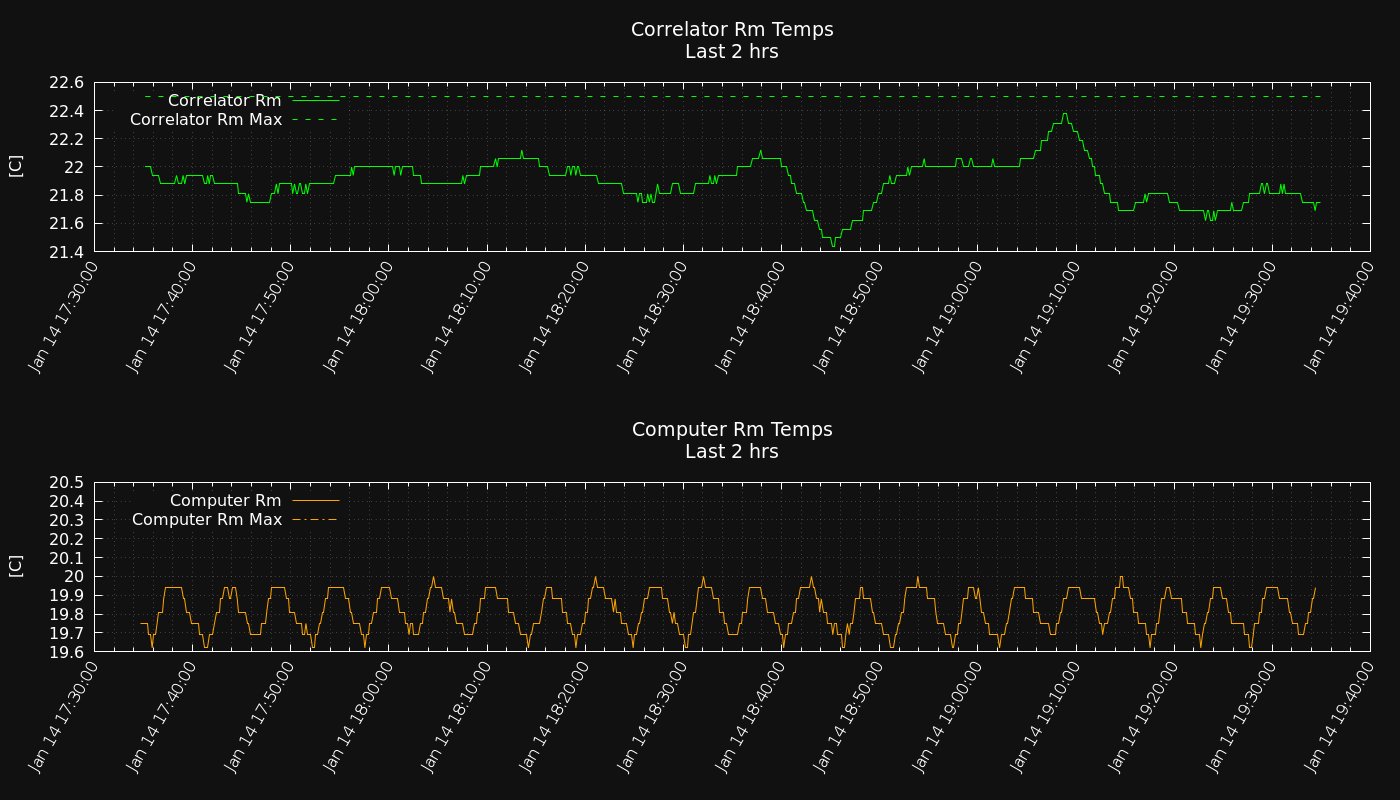 Correlator Rm Temps
Last 2 hrs
22.6
22.4
22.2
22
21.8
21.6
21.4
[C]
Correlator Rm
Correlator Rm Max
Jan 14 17:30:00
Jan 14 17:40:00
Jan 14 17:50:00
Jan 14 18:00:00
Jan 14 18:10:00
Jan 14 18:20:00
Jan 14 18:30:00
Jan 14 18:40:00
Jan 14 18:50:00
Jan 14 19:00:00
Jan 14 19:10:00
Jan 14 19:20:00
Jan 14 19:30:00
Jan 14 19:40:00
Computer Rm Temps
Last 2 hrs
20.5
20.4
20.3
20.2
20.1
20
19.9
19.8
19.7
19.6
[C]
Computer Rm
Computer Rm Max
Jan 14 17:30:00
Jan 14 17:40:00
Jan 14 17:50:00
Jan 14 18:00:00
Jan 14 18:10:00
Jan 14 18:20:00
Jan 14 18:30:00
Jan 14 18:40:00
Jan 14 18:50:00
Jan 14 19:00:00
Jan 14 19:10:00
Jan 14 19:20:00
Jan 14 19:30:00
Jan 14 19:40:00